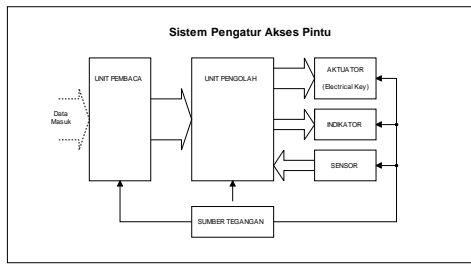 Sistem Pengatur Akses Pintu
UNIT PEMBACA
UNIT PENGOLAH
AKTUATOR
(Electrical Key)
Data
Masuk
INDIKATOR
SENSOR
SUMBER TEGANGAN